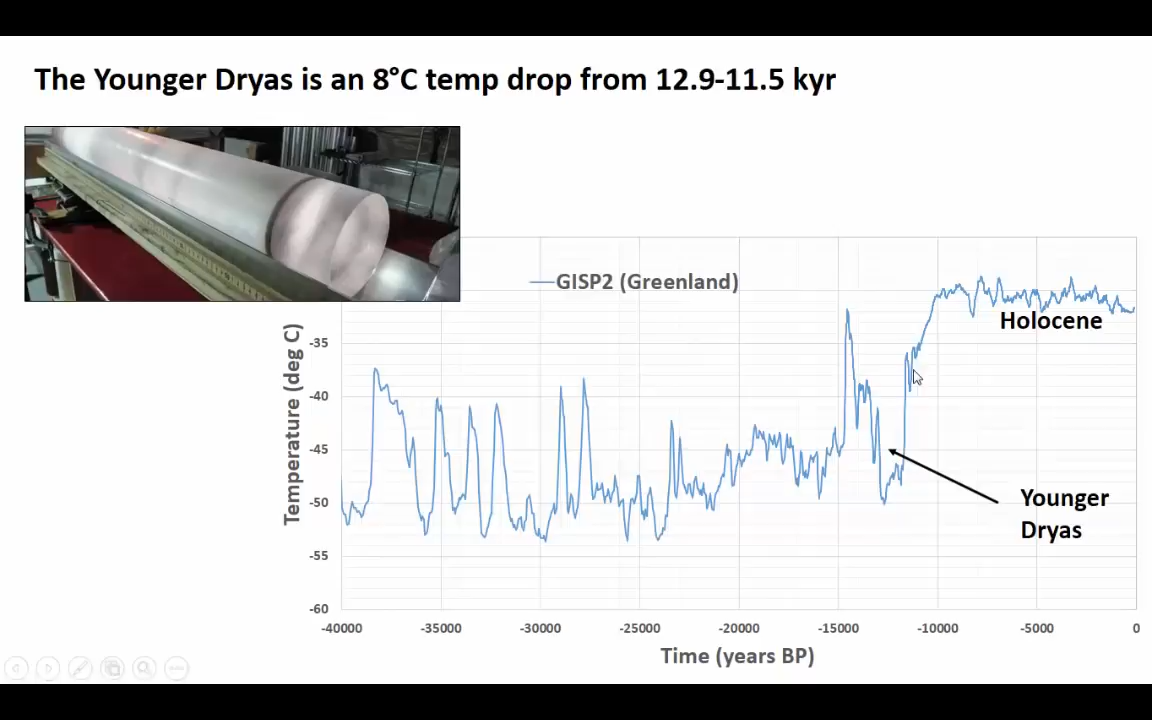 The Younger Dryas is an 8°C temp drop from 12.9-11.5 kyr
GISP2 (Greenland)
Holocene
Younger
Dryas
Temperature (deg C)
-35
-40
-45
-50
-55
-60
-40000
-35000
-30000
-25000
-20000
-15000
-10000
-5000
0
Time (years BP)